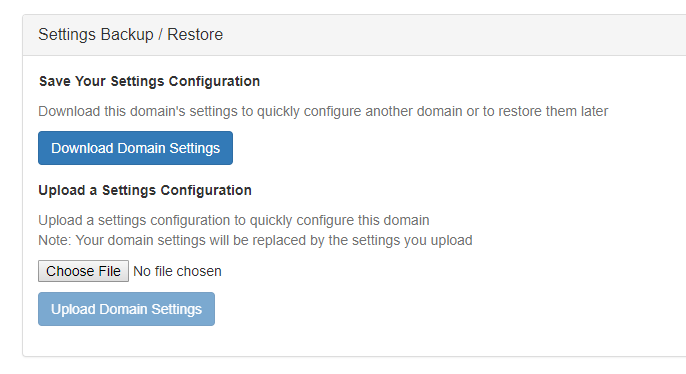 Settings Backup / Restore
Save Your Settings Configuration
Download this domain's settings to quickly configure another domain or to restore them later
Download Domain Settings
Upload a Settings Configuration
Upload a settings configuration to quickly configure this domain
Note: Your domain settings will be replaced by the settings you upload
Choose File No file chosen
Upload Domain Settings